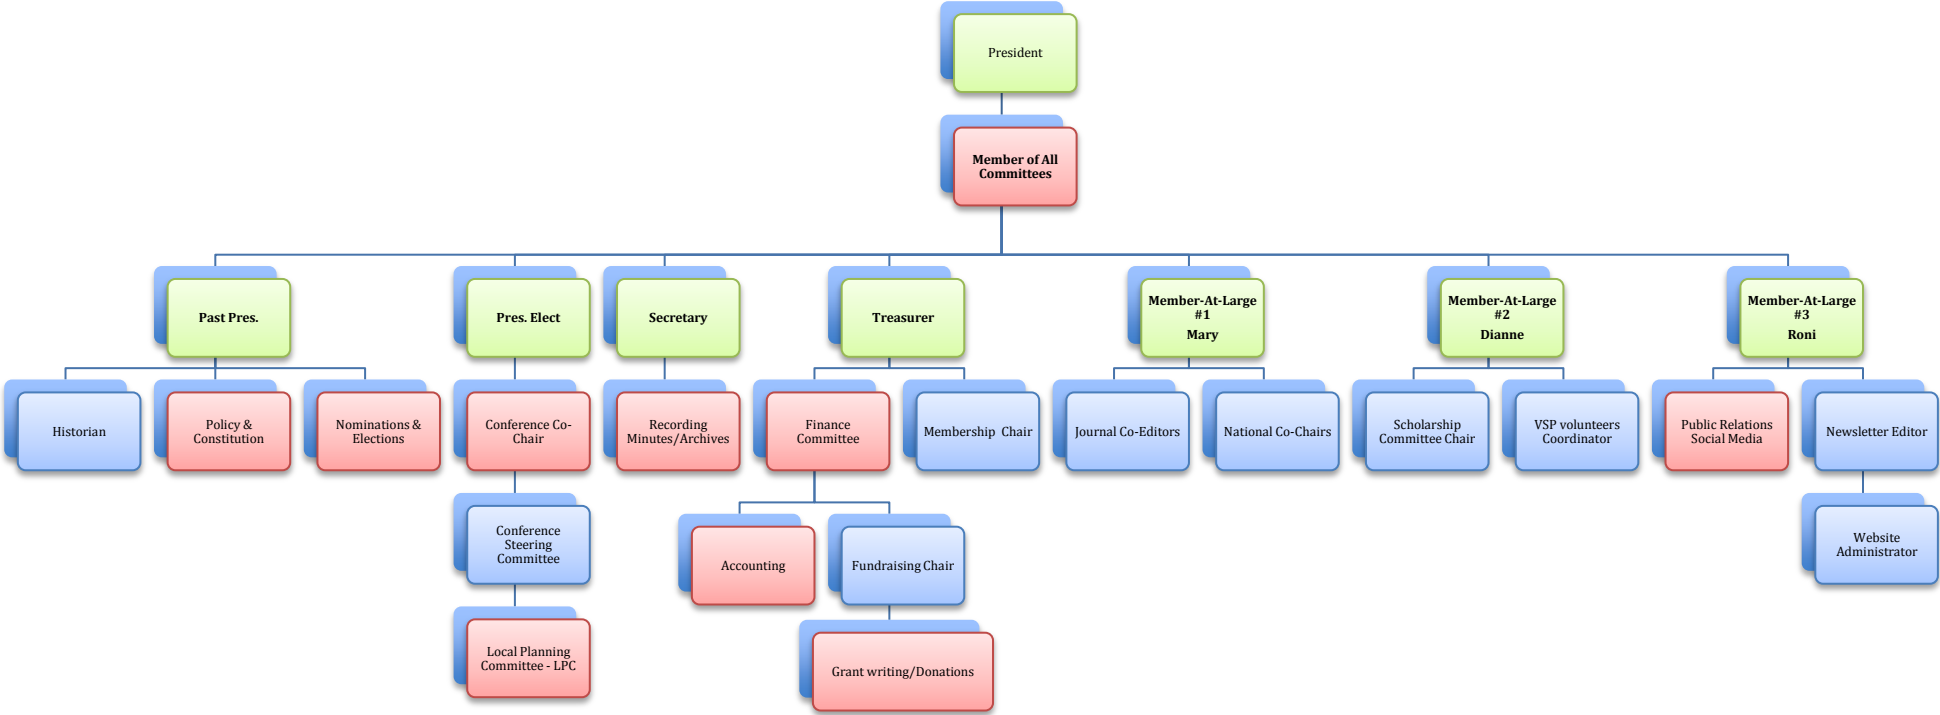 President
Member of All
Committees
Past Pres.
Pres. Elect
Secretary
Treasurer
Member-At-Large
#1
Mary
Member-At-Large
#2
Dianne
Member-At-Large
#3
Roni
Historian
Policy &
Constitution
Nominations &
Elections
Conference Co-
Chair
Recording
Minutes/Archives
Finance
Committee
Membership Chair
Journal Co-Editors
National Co-Chairs
Scholarship
Committee Chair
VSP volunteers
Coordinator
Public Relations
Social Media
Newsletter Editor
Conference
Steering
Committee
Accounting
Fundraising Chair
Website
Administrator
Local Planning
Committee - LPC
Grant writing/Donations